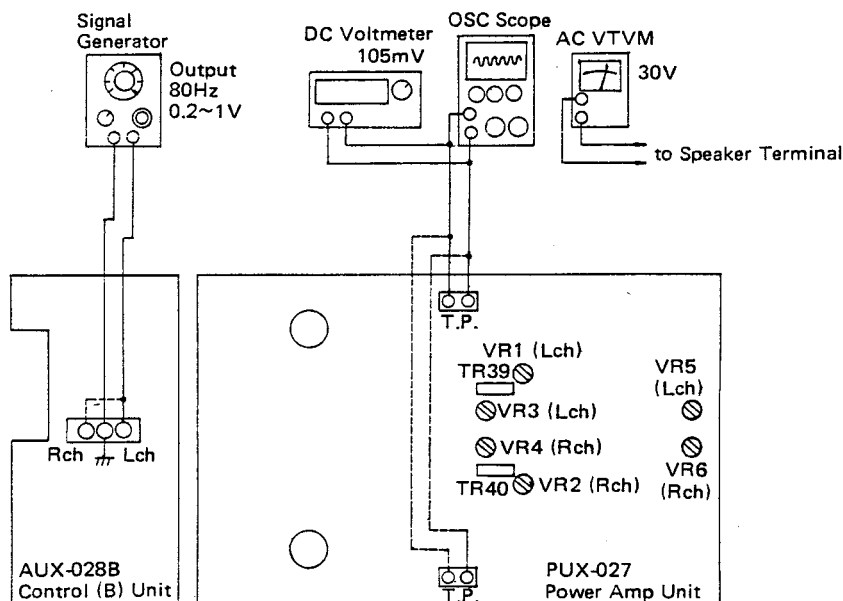 Signal
Generator
Output
80Hz
0.2~1V
DC Voltmeter
105mV
OSC Scope
AC VTVM
30V
to Speaker Terminal
T.P.
VR1 (Lch)
TR39
VR3 (Lch)
VR4 (Rch)
TR40
VR2 (Rch)
VR5
(Lch)
VR6
(Rch)
Rch
Lch
AUX-028B
Control (B) Unit
T.P.
PUX-027
Power Amp Unit